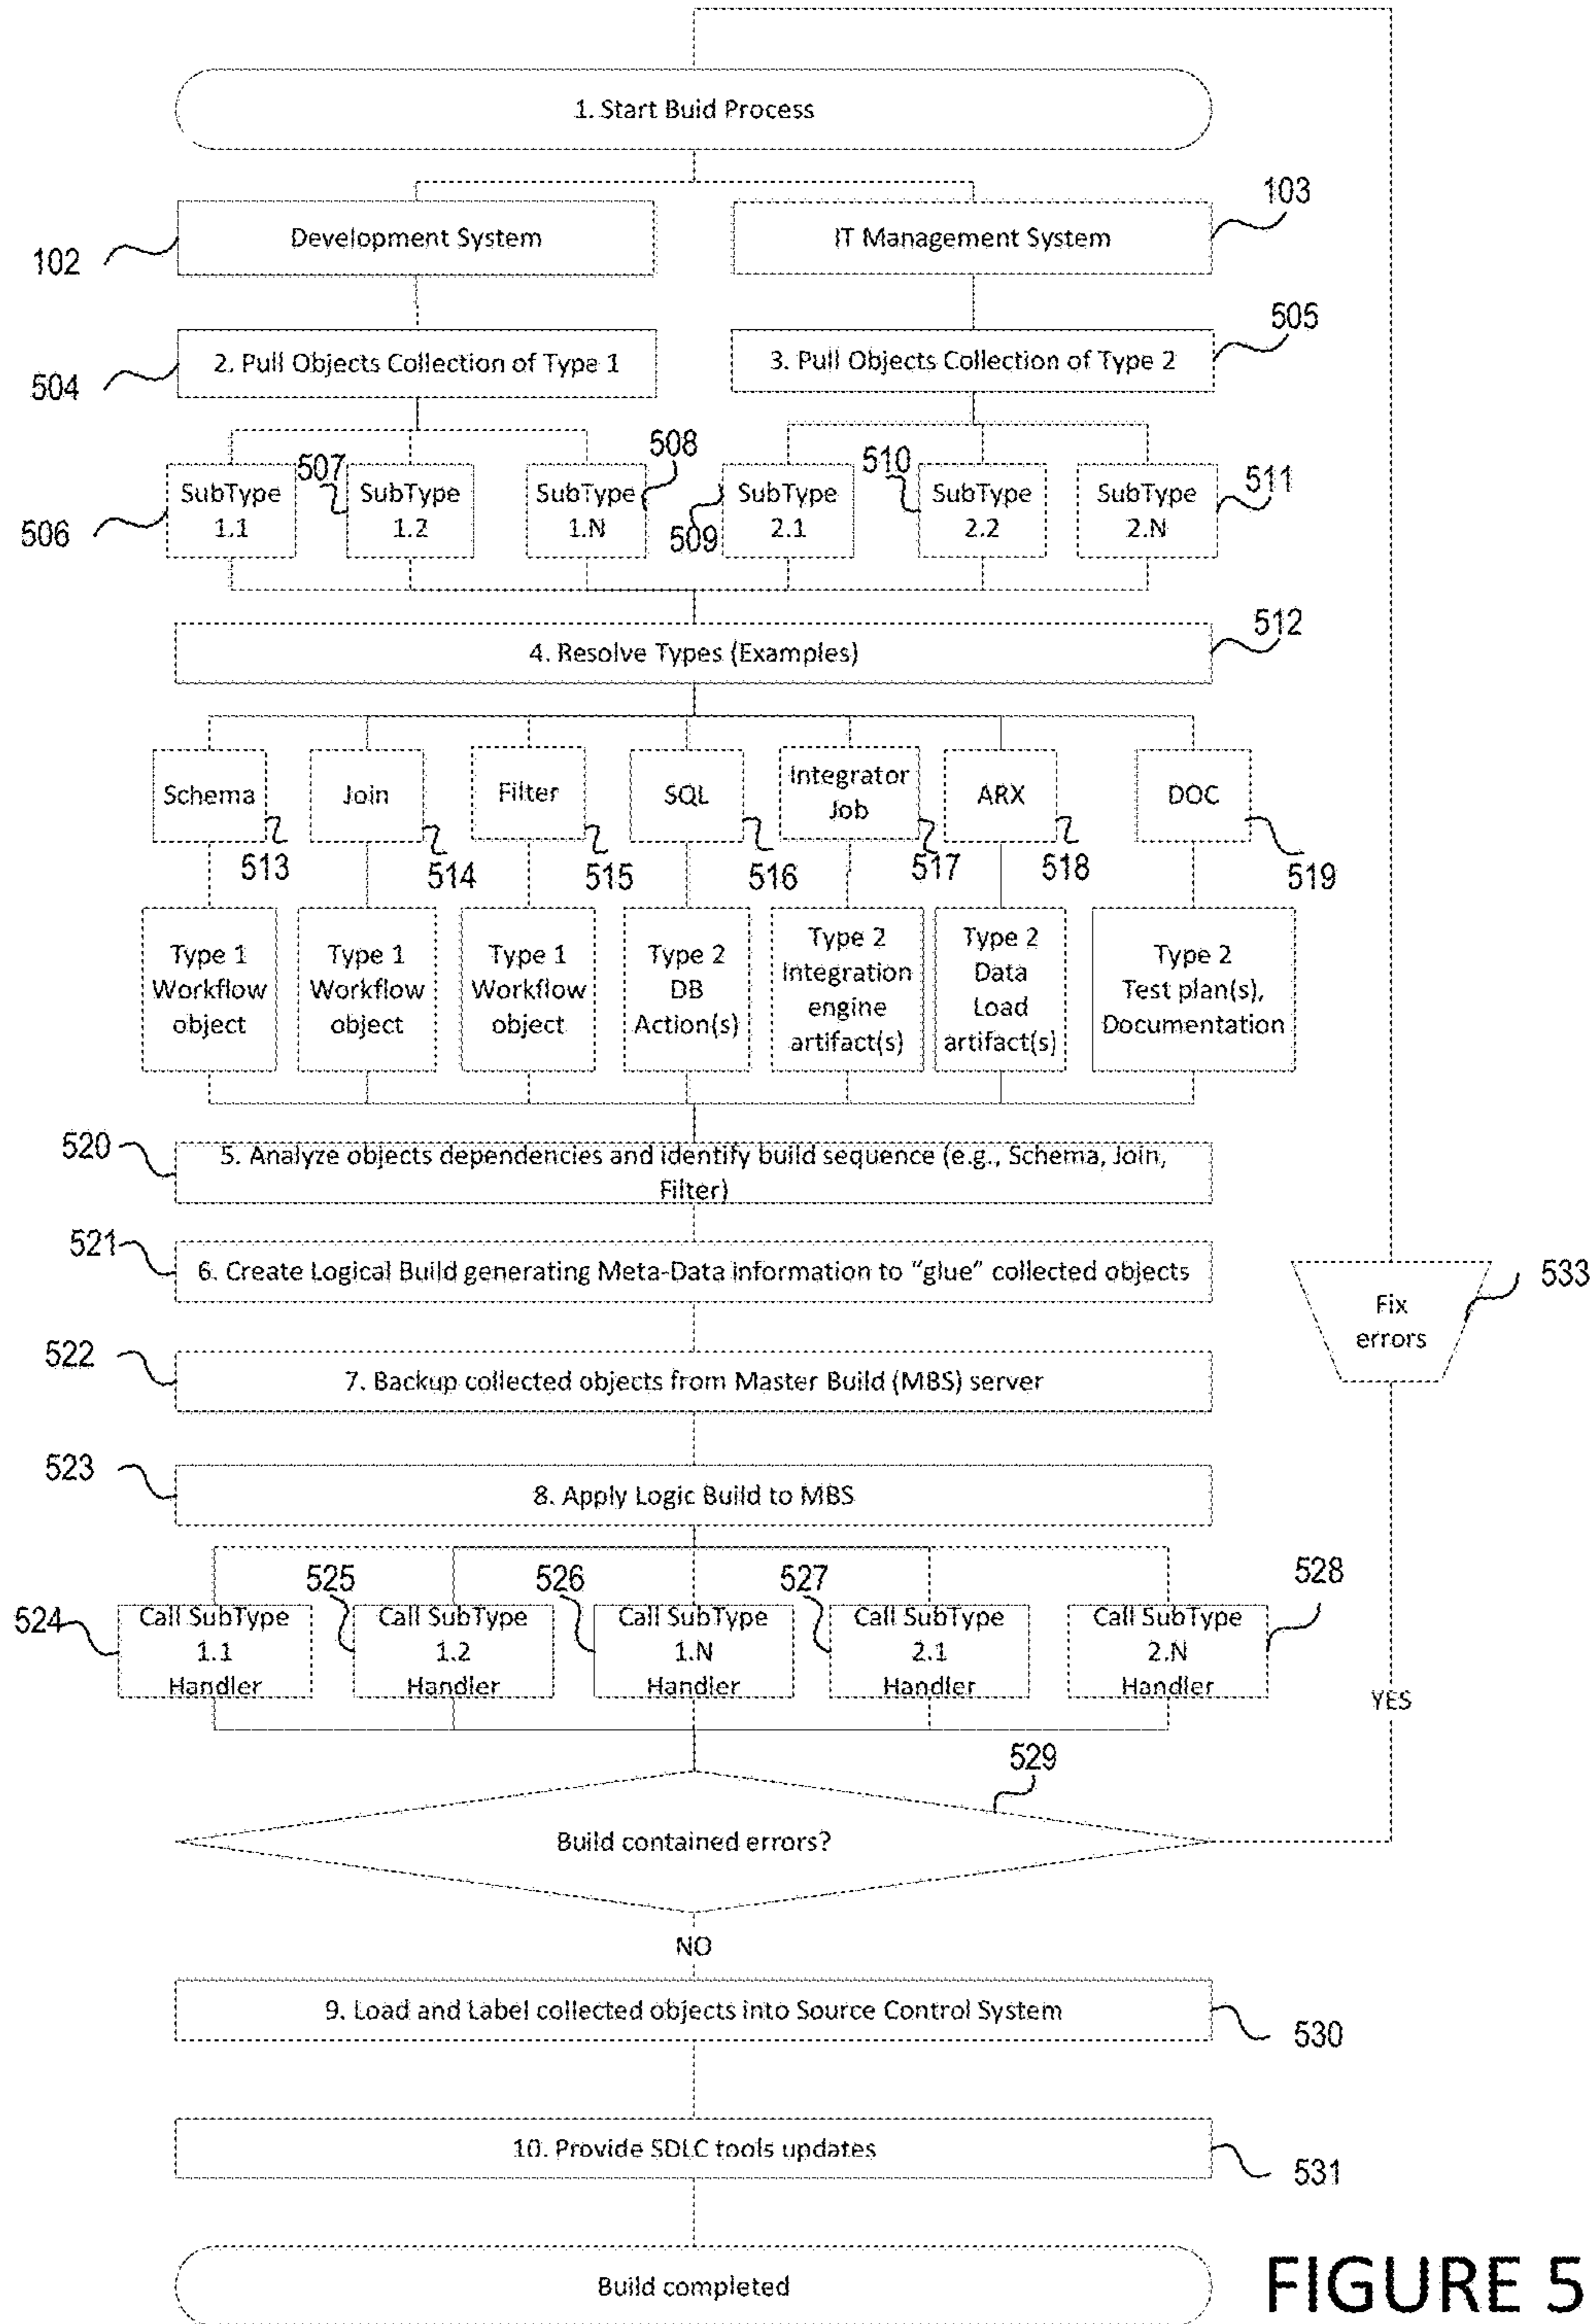 1. Start Buid Process
103
Development System
IT Management System
102
505
2. Pull Objects Collection of Type 1
3. Pull Objects Collection of Type 2
504
508
507
510
511
SubType
1.1
SubType
1.2
SubType
1.N
SubType
2.1
SubType
2.2
SubType
2.N
506
509
512
4. Resolve Types (Examples)
Schema
Join
Filter
SQL
Integrator
Job
ARX
DOC
513
514
515
516
517
518
519
Type 1
Workflow
object
Type 1
Workflow
object
Type 1
Workflow
object
Type 2
DB
Action(s)
Type 2
Integration
engine
artifact(s)
Type 2
Data
Load
artifact(s)
Type 2
Test plan(s),
Documentation
520
5. Analyze objects dependencies and identify build sequence (e.g., Schema, Join,
Filter)
521
6. Create Logical Build generating Meta-Data information to “glue” collected objects
533
Fix
errors
522
7. Backup collected objects from Master Build (MBS) server
523
8. Apply Logic Build to MBS
525
526
527
528
524
Call SubType
1.1
Handler
Call SubType
1.2
Handler
Call SubType
1.N
Handler
Call SubType
2.1
Handler
Call SubType
2.N
Handler
YES
529
Build contained errors?
NO
9. Load and Label collected objects into Source Control System
530
10. Provide SDLC tools updates
531
Build completed
FIGURE 5